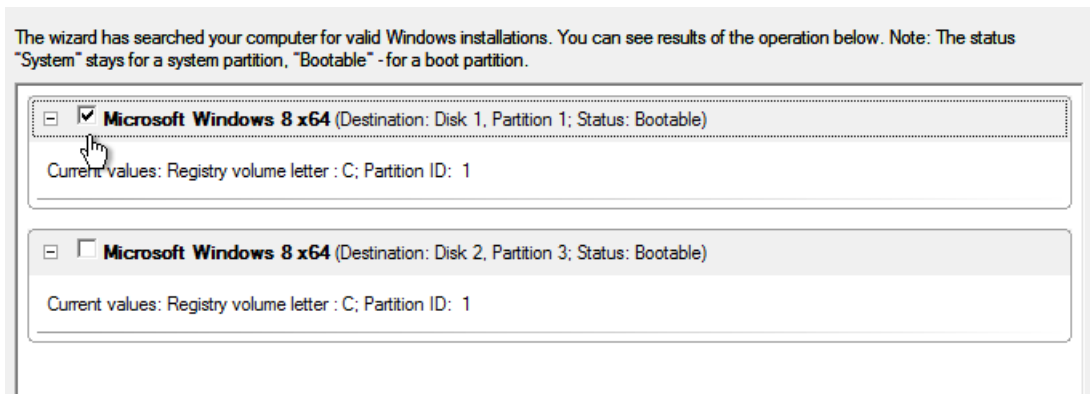 The wizard has searched your computer for valid Windows installations. You can see results of the operation below. Note: The status
"System" stays for a system partition, "Bootable" - for a boot partition.
Microsoft Windows 8 x64 (Destination: Disk 1, Partition 1; Status: Bootable)
Current values: Registry volume letter : C; Partition ID: 1
Microsoft Windows 8 x64 (Destination: Disk 2, Partition 3; Status: Bootable)
Current values: Registry volume letter : C; Partition ID: 1